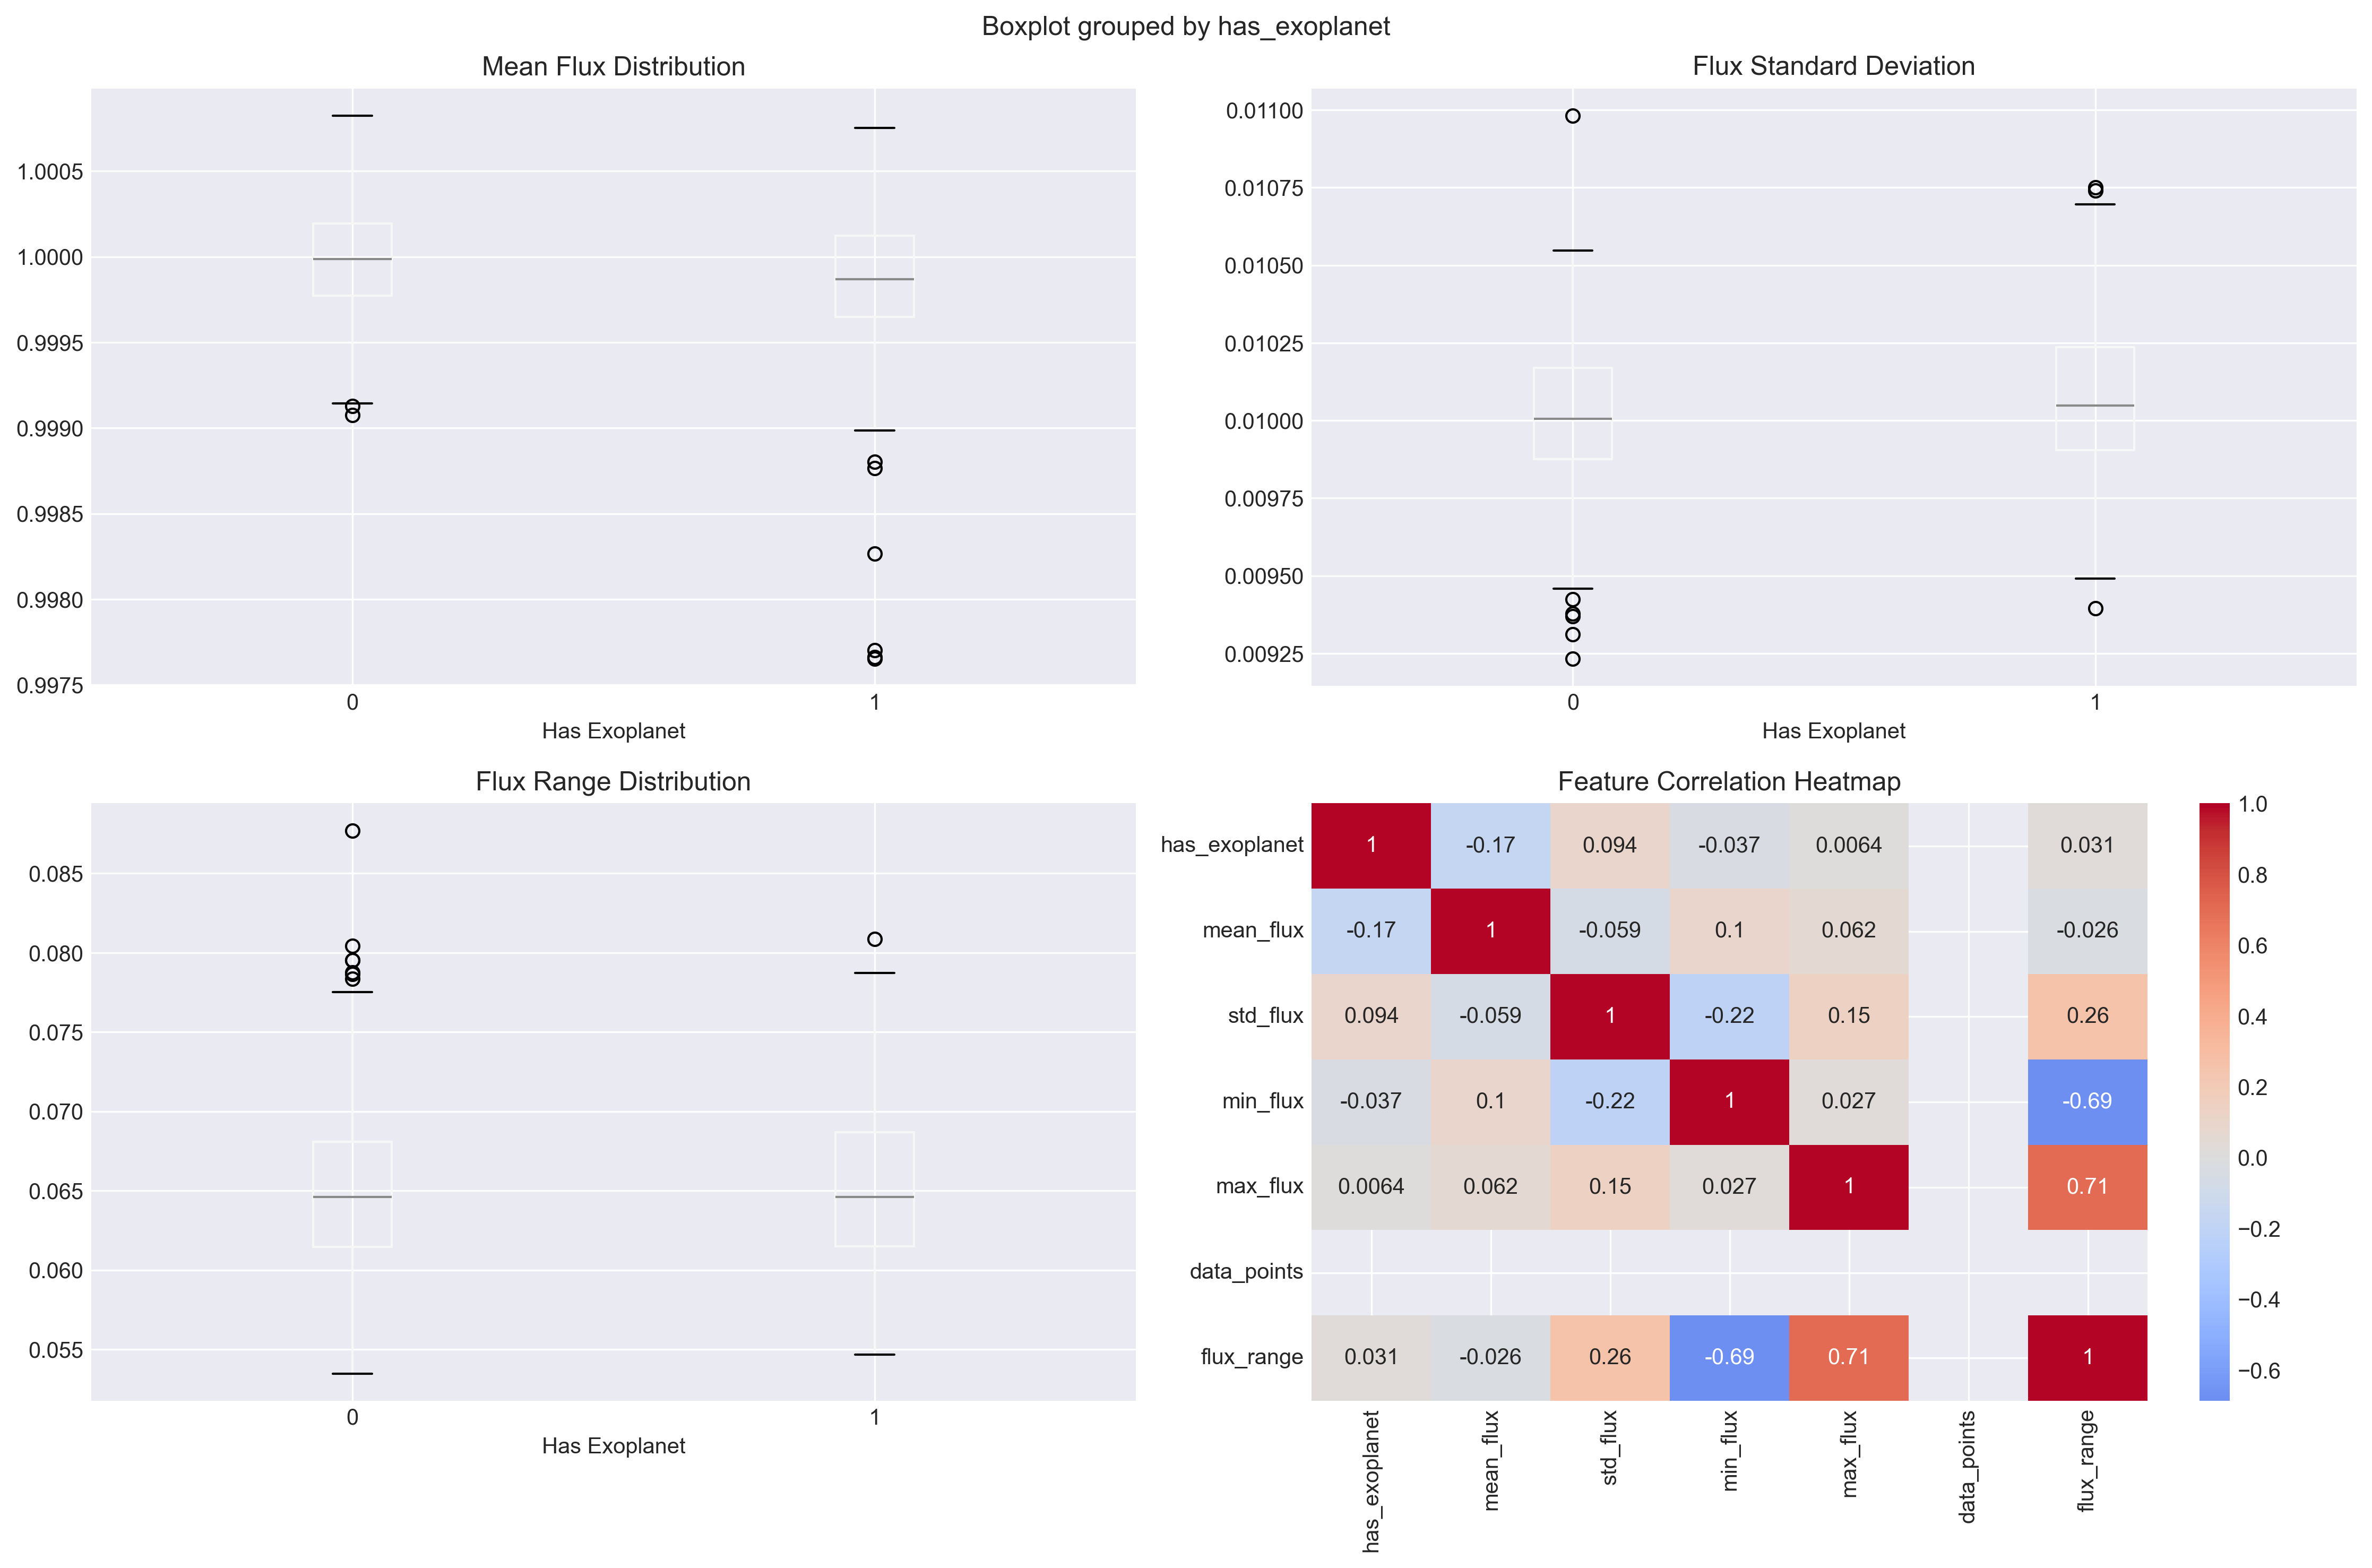 Boxplot grouped by has_exoplanet
Mean Flux Distribution
1.0005
1.0000
0.9995
0.9990
0.9985
0.9980
0.9975
0
1
Has Exoplanet
Flux Standard Deviation
0.01100
0.01075
0.01050
0.01025
0.01000
0.00975
0.00950
0.00925
0
1
Has Exoplanet
Flux Range Distribution
0.085
0.080
0.075
0.070
0.065
0.060
0.055
0
1
Has Exoplanet
Feature Correlation Heatmap
has_exoplanet 1 -0.17 0.094 -0.037 0.0064 0.031
mean_flux -0.17 1 -0.059 0.1 0.062 -0.026
std_flux 0.094 -0.059 1 -0.22 0.15 0.26
min_flux -0.037 0.1 -0.22 1 0.027 -0.69
max_flux 0.0064 0.062 0.15 0.027 1 0.71
data_points
flux_range 0.031 -0.026 0.26 -0.69 0.71 1
has_exoplanet
mean_flux
std_flux
min_flux
max_flux
data_points
flux_range
1.0
0.8
0.6
0.4
0.2
0.0
−0.2
−0.4
−0.6